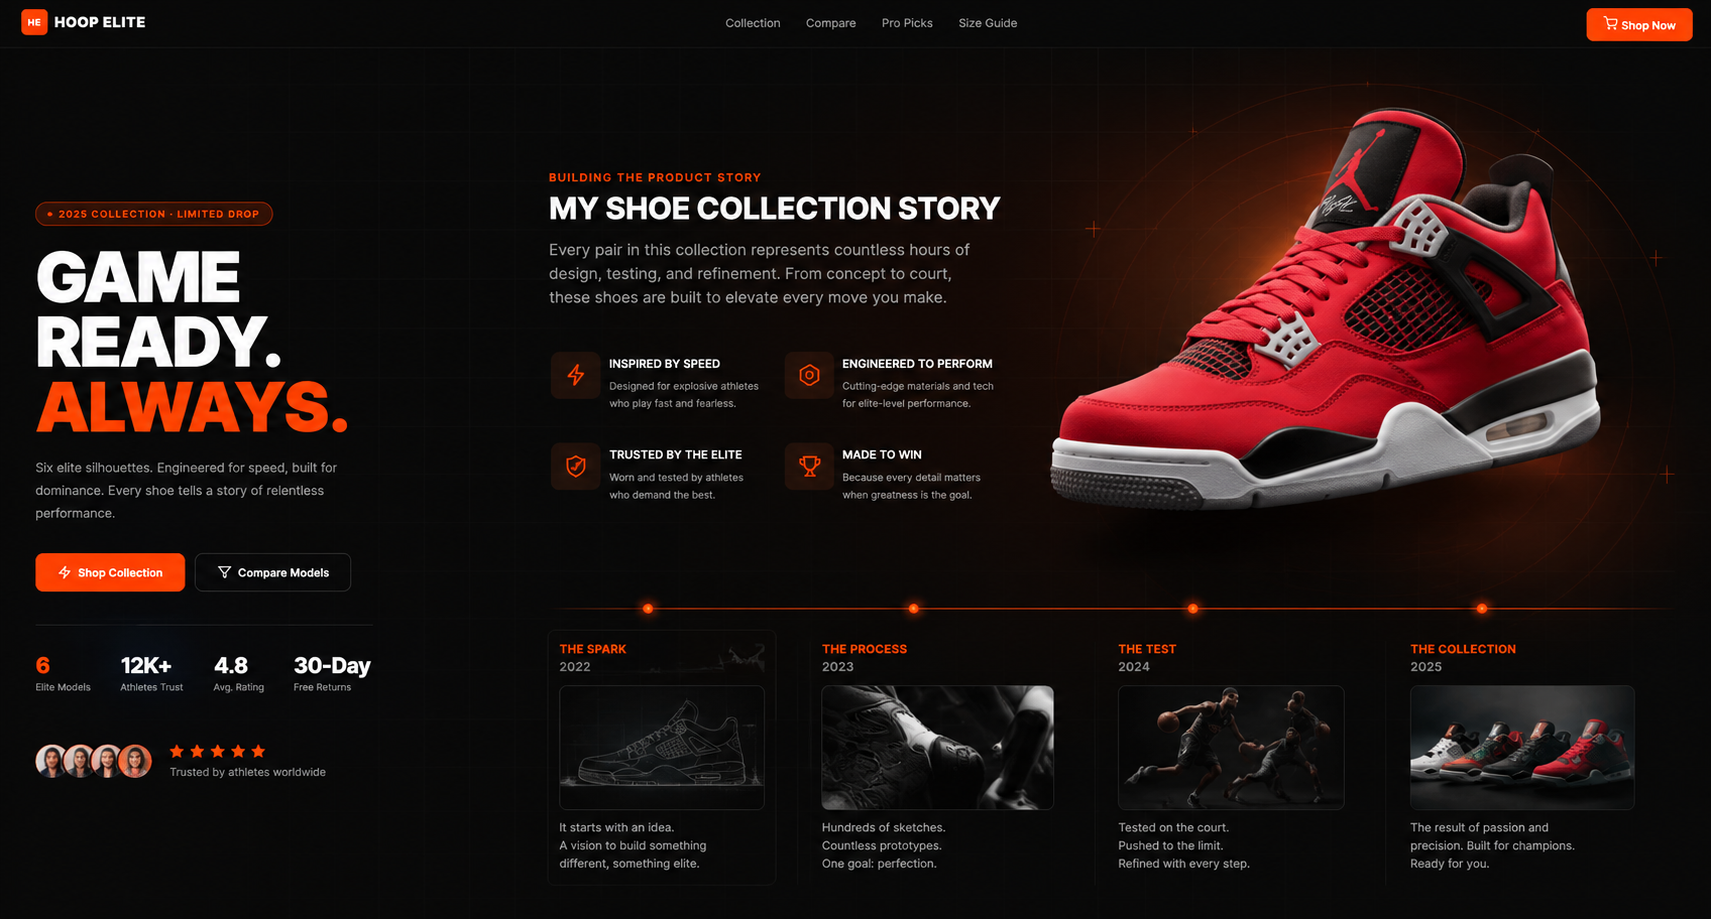 HE HOOP ELITE
Collection
Compare
Pro Picks
Size Guide
Shop Now
2025 COLLECTION · LIMITED DROP
GAME
READY.
ALWAYS.
Six elite silhouettes. Engineered for speed, built for
dominance. Every shoe tells a story of relentless
performance.
Shop Collection
Compare Models
6
Elite Models
12K+
Athletes Trust
4.8
Avg. Rating
30-Day
Free Returns
Trusted by athletes worldwide
BUILDING THE PRODUCT STORY
MY SHOE COLLECTION STORY
Every pair in this collection represents countless hours of
design, testing, and refinement. From concept to court,
these shoes are built to elevate every move you make.
INSPIRED BY SPEED
Designed for explosive athletes
who play fast and fearless.
ENGINEERED TO PERFORM
Cutting-edge materials and tech
for elite-level performance.
TRUSTED BY THE ELITE
Worn and tested by athletes
who demand the best.
MADE TO WIN
Because every detail matters
when greatness is the goal.
THE SPARK
2022
It starts with an idea.
A vision to build something
different, something elite.
THE PROCESS
2023
Hundreds of sketches.
Countless prototypes.
One goal: perfection.
THE TEST
2024
Tested on the court.
Pushed to the limit.
Refined with every step.
THE COLLECTION
2025
The result of passion and
precision. Built for champions.
Ready for you.